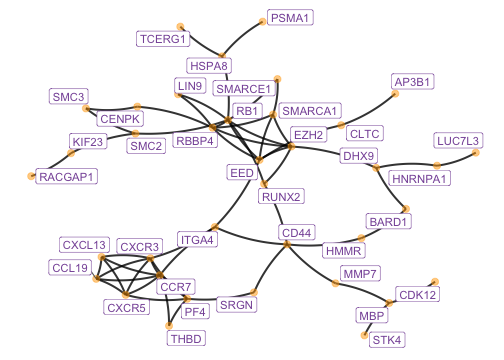 PSMA1
TCERG1
HSPA8
AP3B1
LIN9
SMARCE1
SMC3
RB1
SMARCA1
CENPK
EZH2
CLTC
LUC7L3
KIF23
SMC2
RBBP4
DHX9
HNRNPA1
RACGAP1
EED
RUNX2
BARD1
ITGA4
CD44
HMMR
CXCL13
CXCR3
CCL19
CCR7
MMP7
CXCR5
PF4
SRGN
CDK12
MBP
THBD
STK4